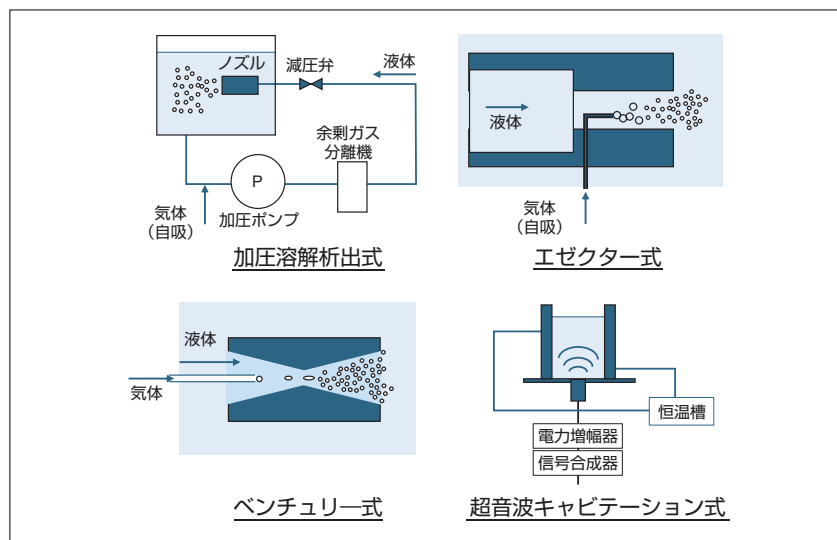 ノズル
減圧弁
液体
余剰ガス
分離機
P
気体
（自吸）
加圧ポンプ
加圧溶解析出式
液体
気体
（自吸）
エゼクター式
液体
気体
ベンチュリ―式
恒温槽
電力増幅器
信号合成器
超音波キャビテーション式